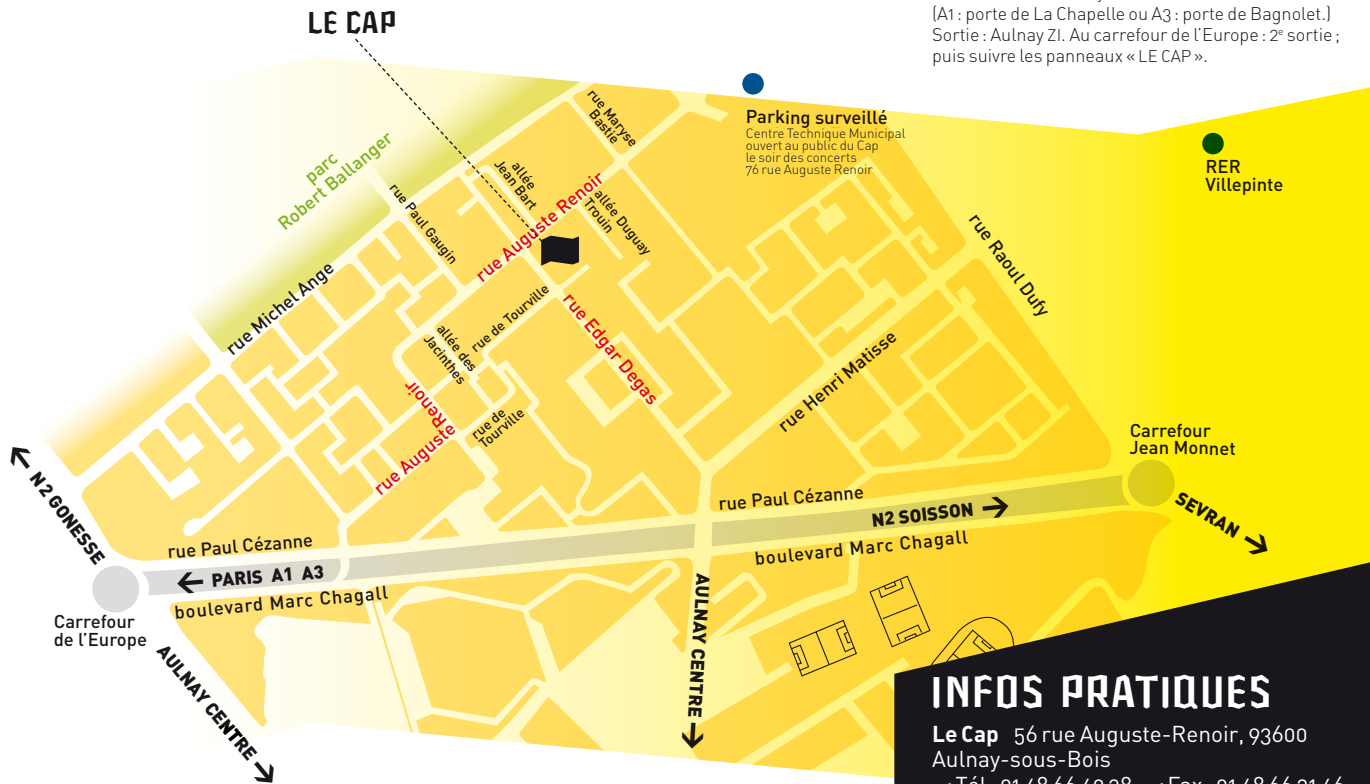 LE CAP
(A1 : porte de La Chapelle ou A3 : porte de Bagnolet.)
Sortie : Aulnay ZI. Au carrefour de l’Europe : 2e sortie ;
puis suivre les panneaux « LE CAP ».
Parking surveillé
Centre Technique Municipal
ouvert au public du Cap
le soir des concerts
76 rue Auguste Renoir
RER
Villepinte
parc
Robert Ballanger
rue Maryse
Bastie
allée
Jean Bart
rue Paul Gaugin
rue Auguste Renoir
allée Duguay
Trouin
rue Raoul Dufy
rue Michel Ange
rue de Tourville
rue Edgar Degas
allée des
Jacinthes
rue Henri Matisse
Renoir
rue Auguste
rue de
Tourville
Carrefour
Jean Monnet
N2 GONESSE
rue Paul Cézanne
N2 SOISSON
SEVRAN
rue Paul Cézanne
boulevard Marc Chagall
PARIS A1 A3
boulevard Marc Chagall
Carrefour
de l’Europe
AULNAY CENTRE
AULNAY CENTRE
INFOS PRATIQUES
Le Cap 56 rue Auguste-Renoir, 93600
Aulnay-sous-Bois